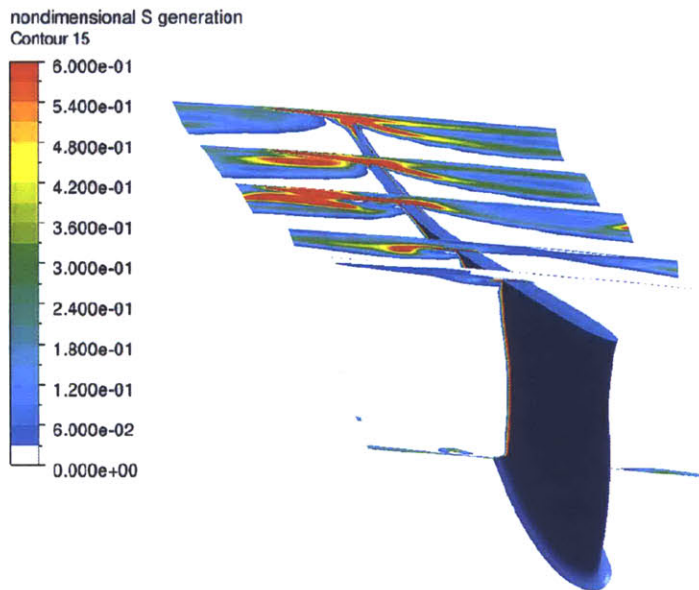 nondimensional S generation
Contour 15
6.000e-01
5.400e-01
4.800e-01
4.200e-01
3.600e-01
3.000e-01
2.400e-01
1.800e-01
1.200e-01
6.000e-02
0.000e+00